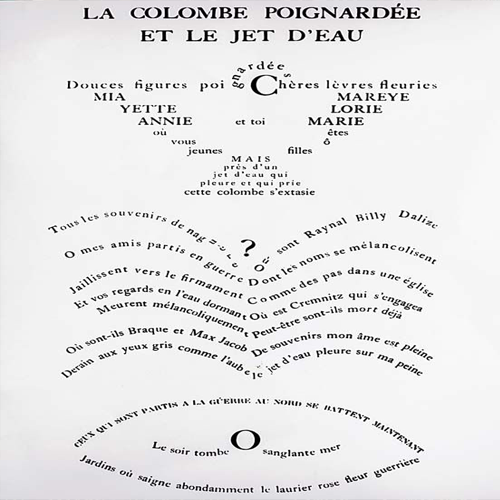 LA COLOMBE POIGNARDÉE
ET LE JET D'EAU
Douces figures poignardées Chères lèvres fleuries
MIA MAREYE
YETTE LORIE
ANNIE et toi MARIE
où êtes
vous ô
jeunes filles
MAIS
près d'un
jet d'eau qui
pleure et qui prie
cette colombe s'extasie
Tous les souvenirs de naguère
O mes amis partis en guerre
Jaillissent vers le firmament
Et vos regards en l'eau dormant
Meurent mélancoliquement
Où sont-ils Braque et Max Jacob
Derain aux yeux gris comme l'aube
?
Où sont Raynal Billy Dalize
Dont les noms se mélancolisent
Comme des pas dans une église
Où est Cremnitz qui s'engagea
Peut-être sont-ils mort déjà
De souvenirs mon âme est pleine
Le jet d'eau pleure sur ma peine
CEUX QUI SONT PARTIS A LA GUERRE AU NORD SE BATTENT MAINTENANT
Le soir tombe O sanglante mer
Jardins où saigne abondamment le laurier rose fleur guerrière